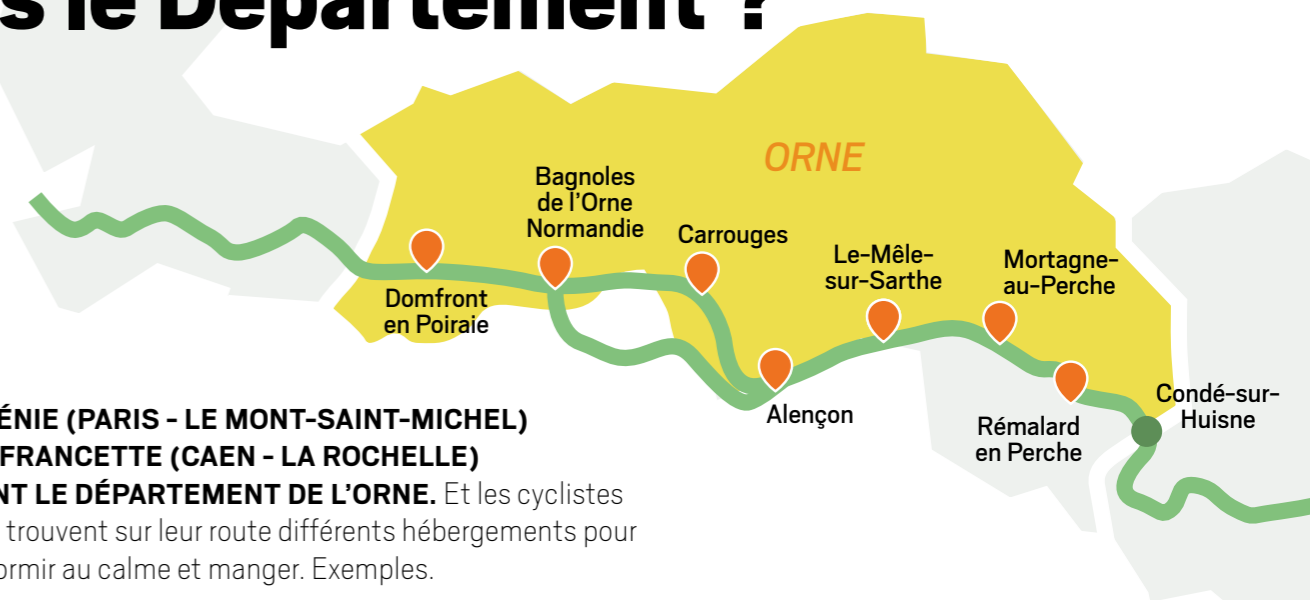 s le Département ?
ORNE
Bagnoles
de l'Orne
Normandie
Carrouges
Le-Mêle-
sur-Sarthe
Mortagne-
au-Perche
Domfront
en Poiraie
Alençon
Rémalard
en Perche
Condé-sur-
Huisne
ÉNIE (PARIS - LE MONT-SAINT-MICHEL)
FRANCETTE (CAEN - LA ROCHELLE)
NT LE DÉPARTEMENT DE L'ORNE. Et les cyclistes
trouvent sur leur route différents hébergements pour
ormir au calme et manger. Exemples.